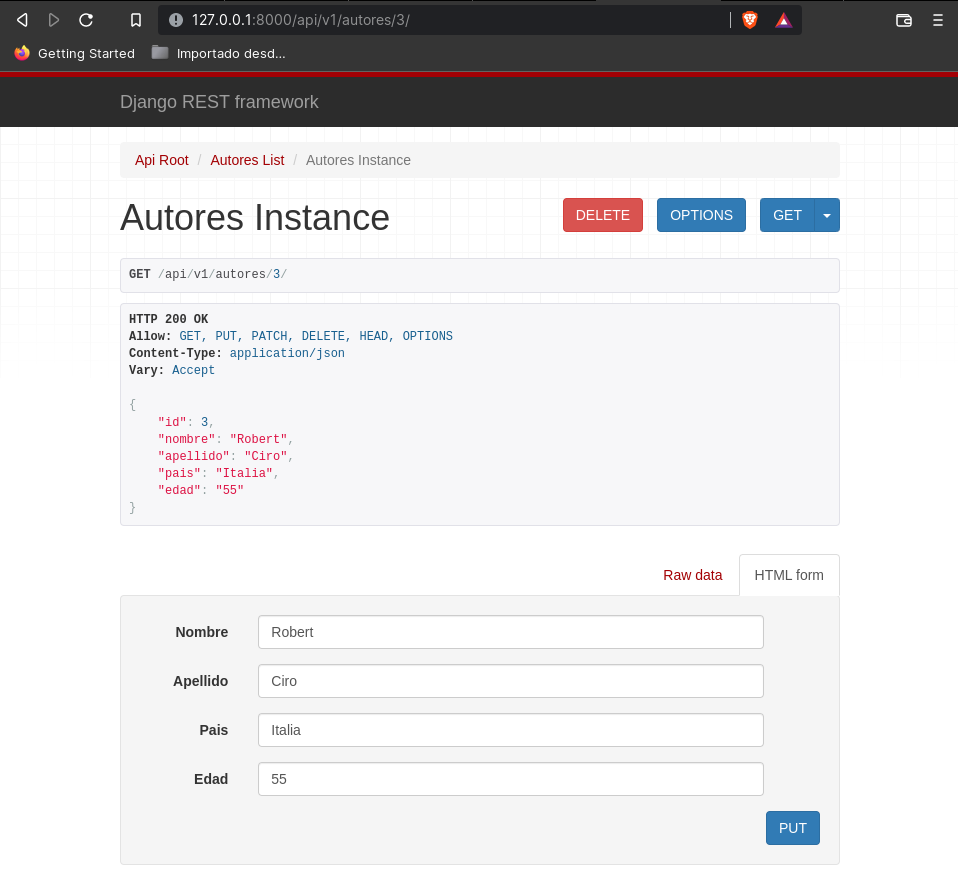 127.0.0.1:8000/api/v1/autores/3/
Getting Started Importado desd...
Django REST framework
Api Root / Autores List / Autores Instance
Autores Instance DELETE OPTIONS GET
GET /api/v1/autores/3/
HTTP 200 OK
Allow: GET, PUT, PATCH, DELETE, HEAD, OPTIONS
Content-Type: application/json
Vary: Accept
{
"id": 3,
"nombre": "Robert",
"apellido": "Ciro",
"pais": "Italia",
"edad": "55"
}
Raw data HTML form
Nombre Robert
Apellido Ciro
Pais Italia
Edad 55
PUT